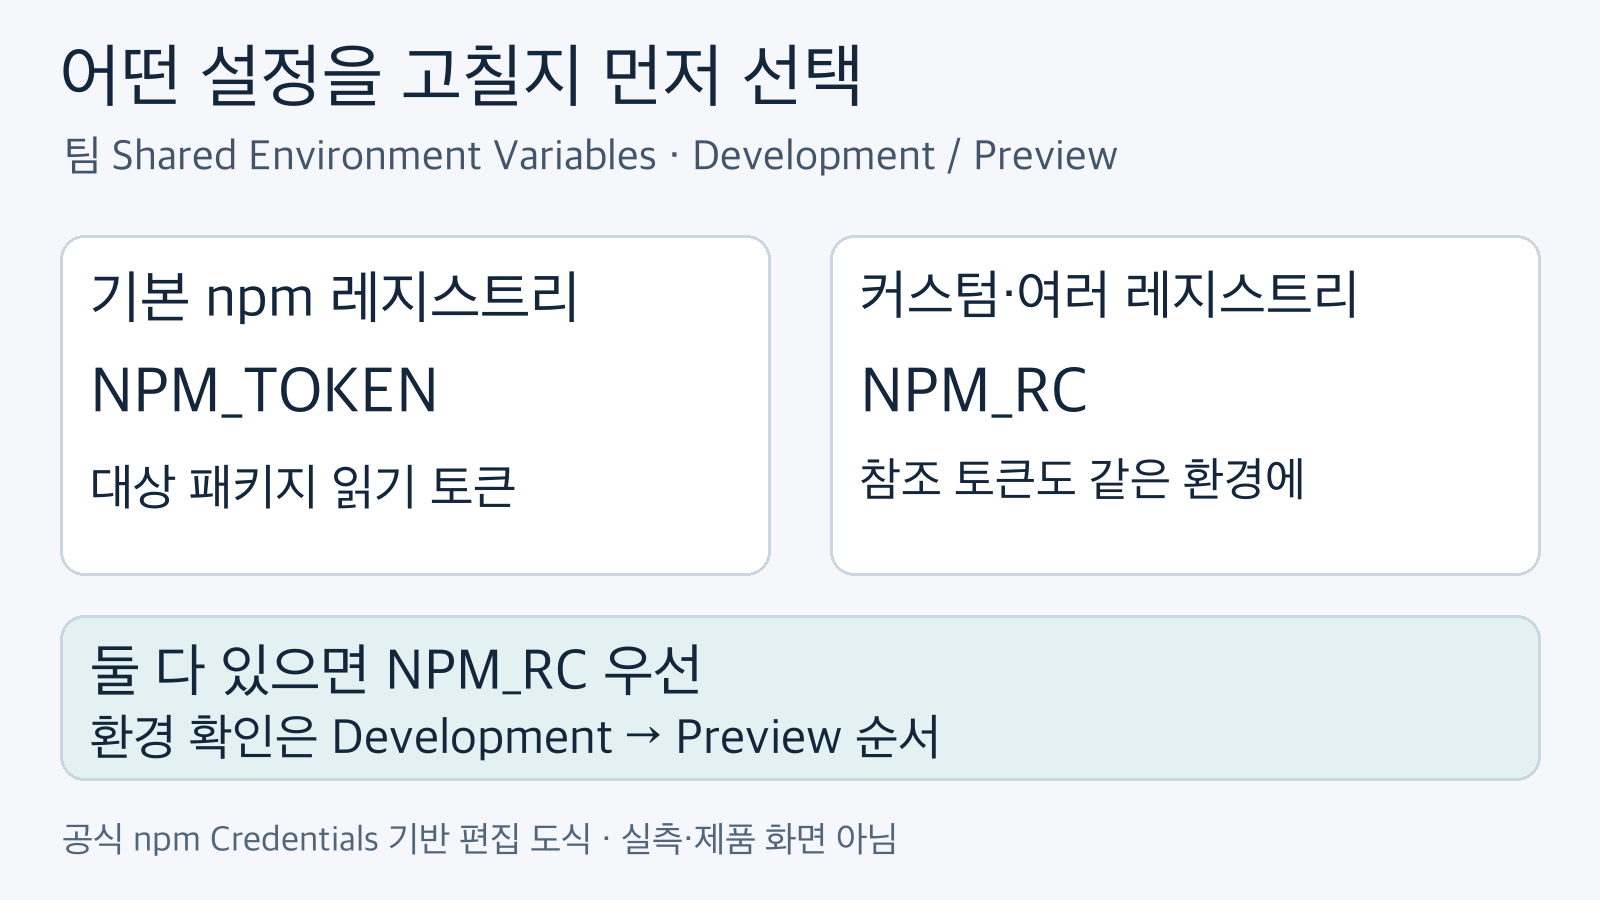 어떤 설정을 고칠지 먼저 선택
팀 Shared Environment Variables · Development / Preview
기본 npm 레지스트리
NPM_TOKEN
대상 패키지 읽기 토큰
커스텀·여러 레지스트리
NPM_RC
참조 토큰도 같은 환경에
둘 다 있으면 NPM_RC 우선
환경 확인은 Development → Preview 순서
공식 npm Credentials 기반 편집 도식 · 실측·제품 화면 아님